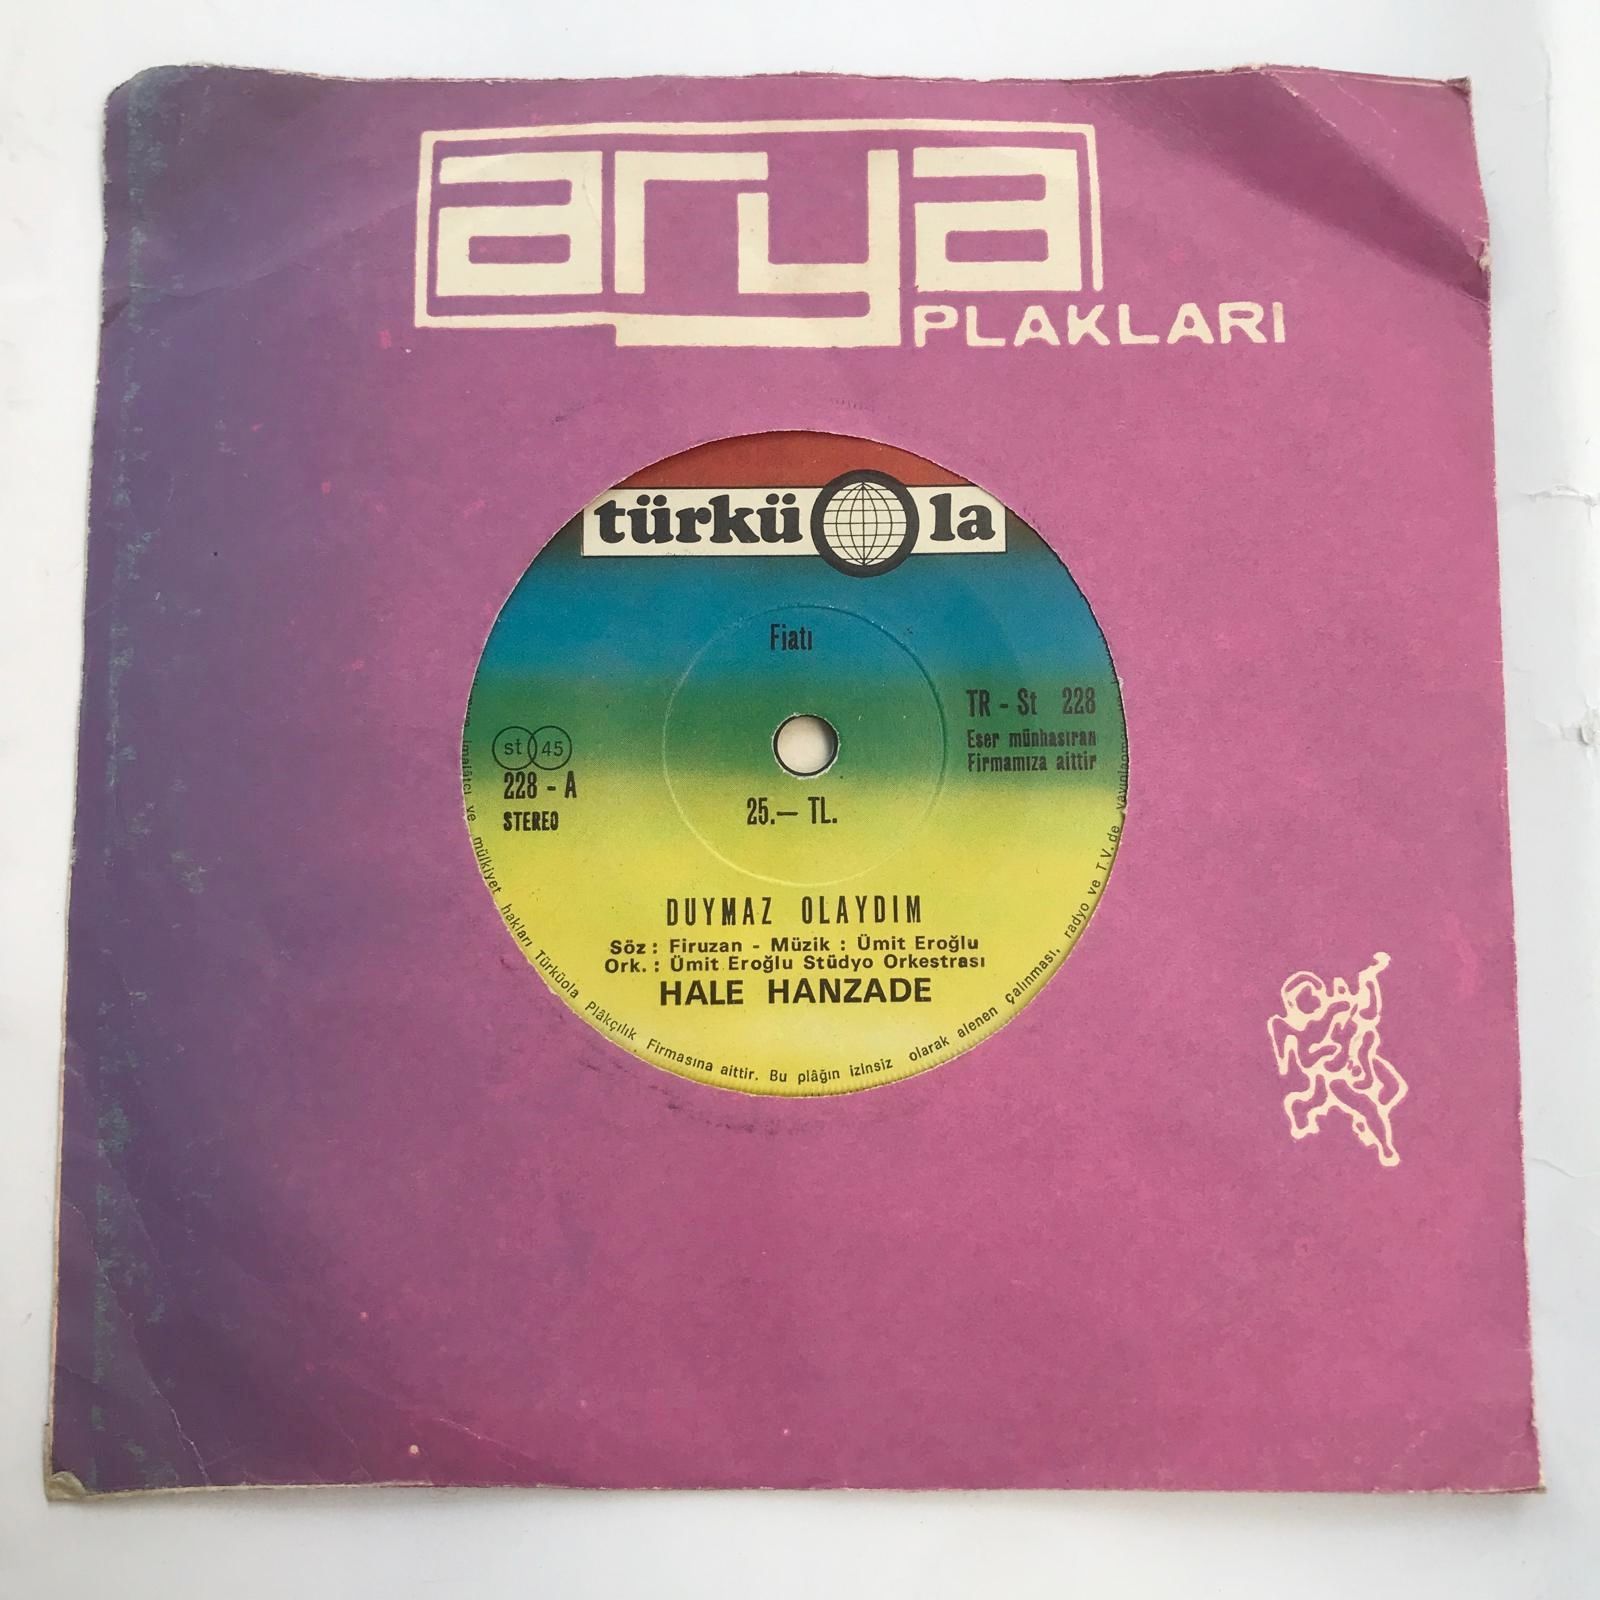 arya
PLAKLARI
türküola
Fiatı
TR - St 228
Eser münhasıran
Firmamıza aittir
st 45
228 - A
STEREO
25.— TL.
DUYMAZ OLAYDIM
Söz : Firuzan - Müzik : Ümit Eroğlu
Ork. : Ümit Eroğlu Stüdyo Orkestrası
HALE HANZADE
imalâtçı ve mülkiyet hakları Türküola Plâkçılık Firmasına aittir. Bu plâğın izinsiz olarak alenen çalınması, radyo ve T.V. de